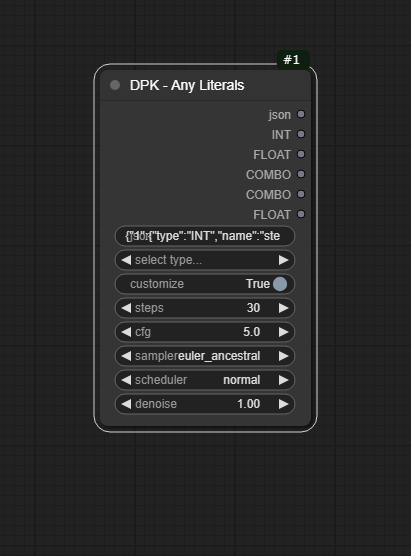 #1
DPK - Any Literals
json
INT
FLOAT
COMBO
COMBO
FLOAT
json {"1":{"type":"INT","name":"ste
select type...
customize True
steps 30
cfg 5.0
sampler euler_ancestral
scheduler normal
denoise 1.00